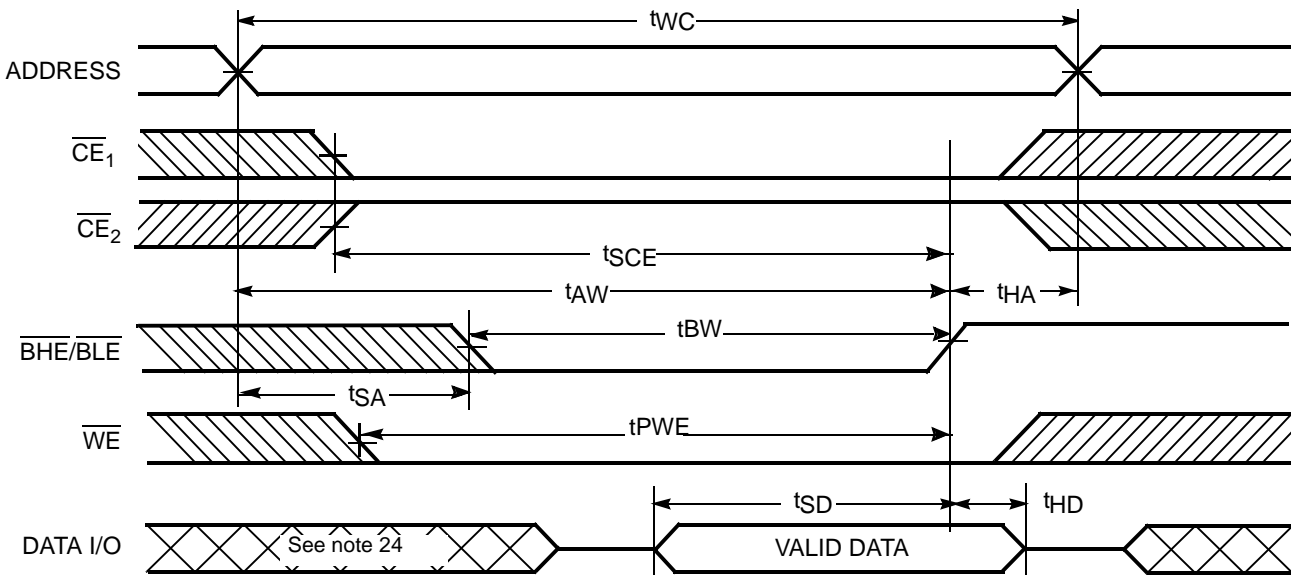 tWC
ADDRESS
CE1
CE2
tSCE
tAW
tHA
BHE/BLE
tBW
tSA
WE
tPWE
DATA I/O
See note 24
tSD
VALID DATA
tHD